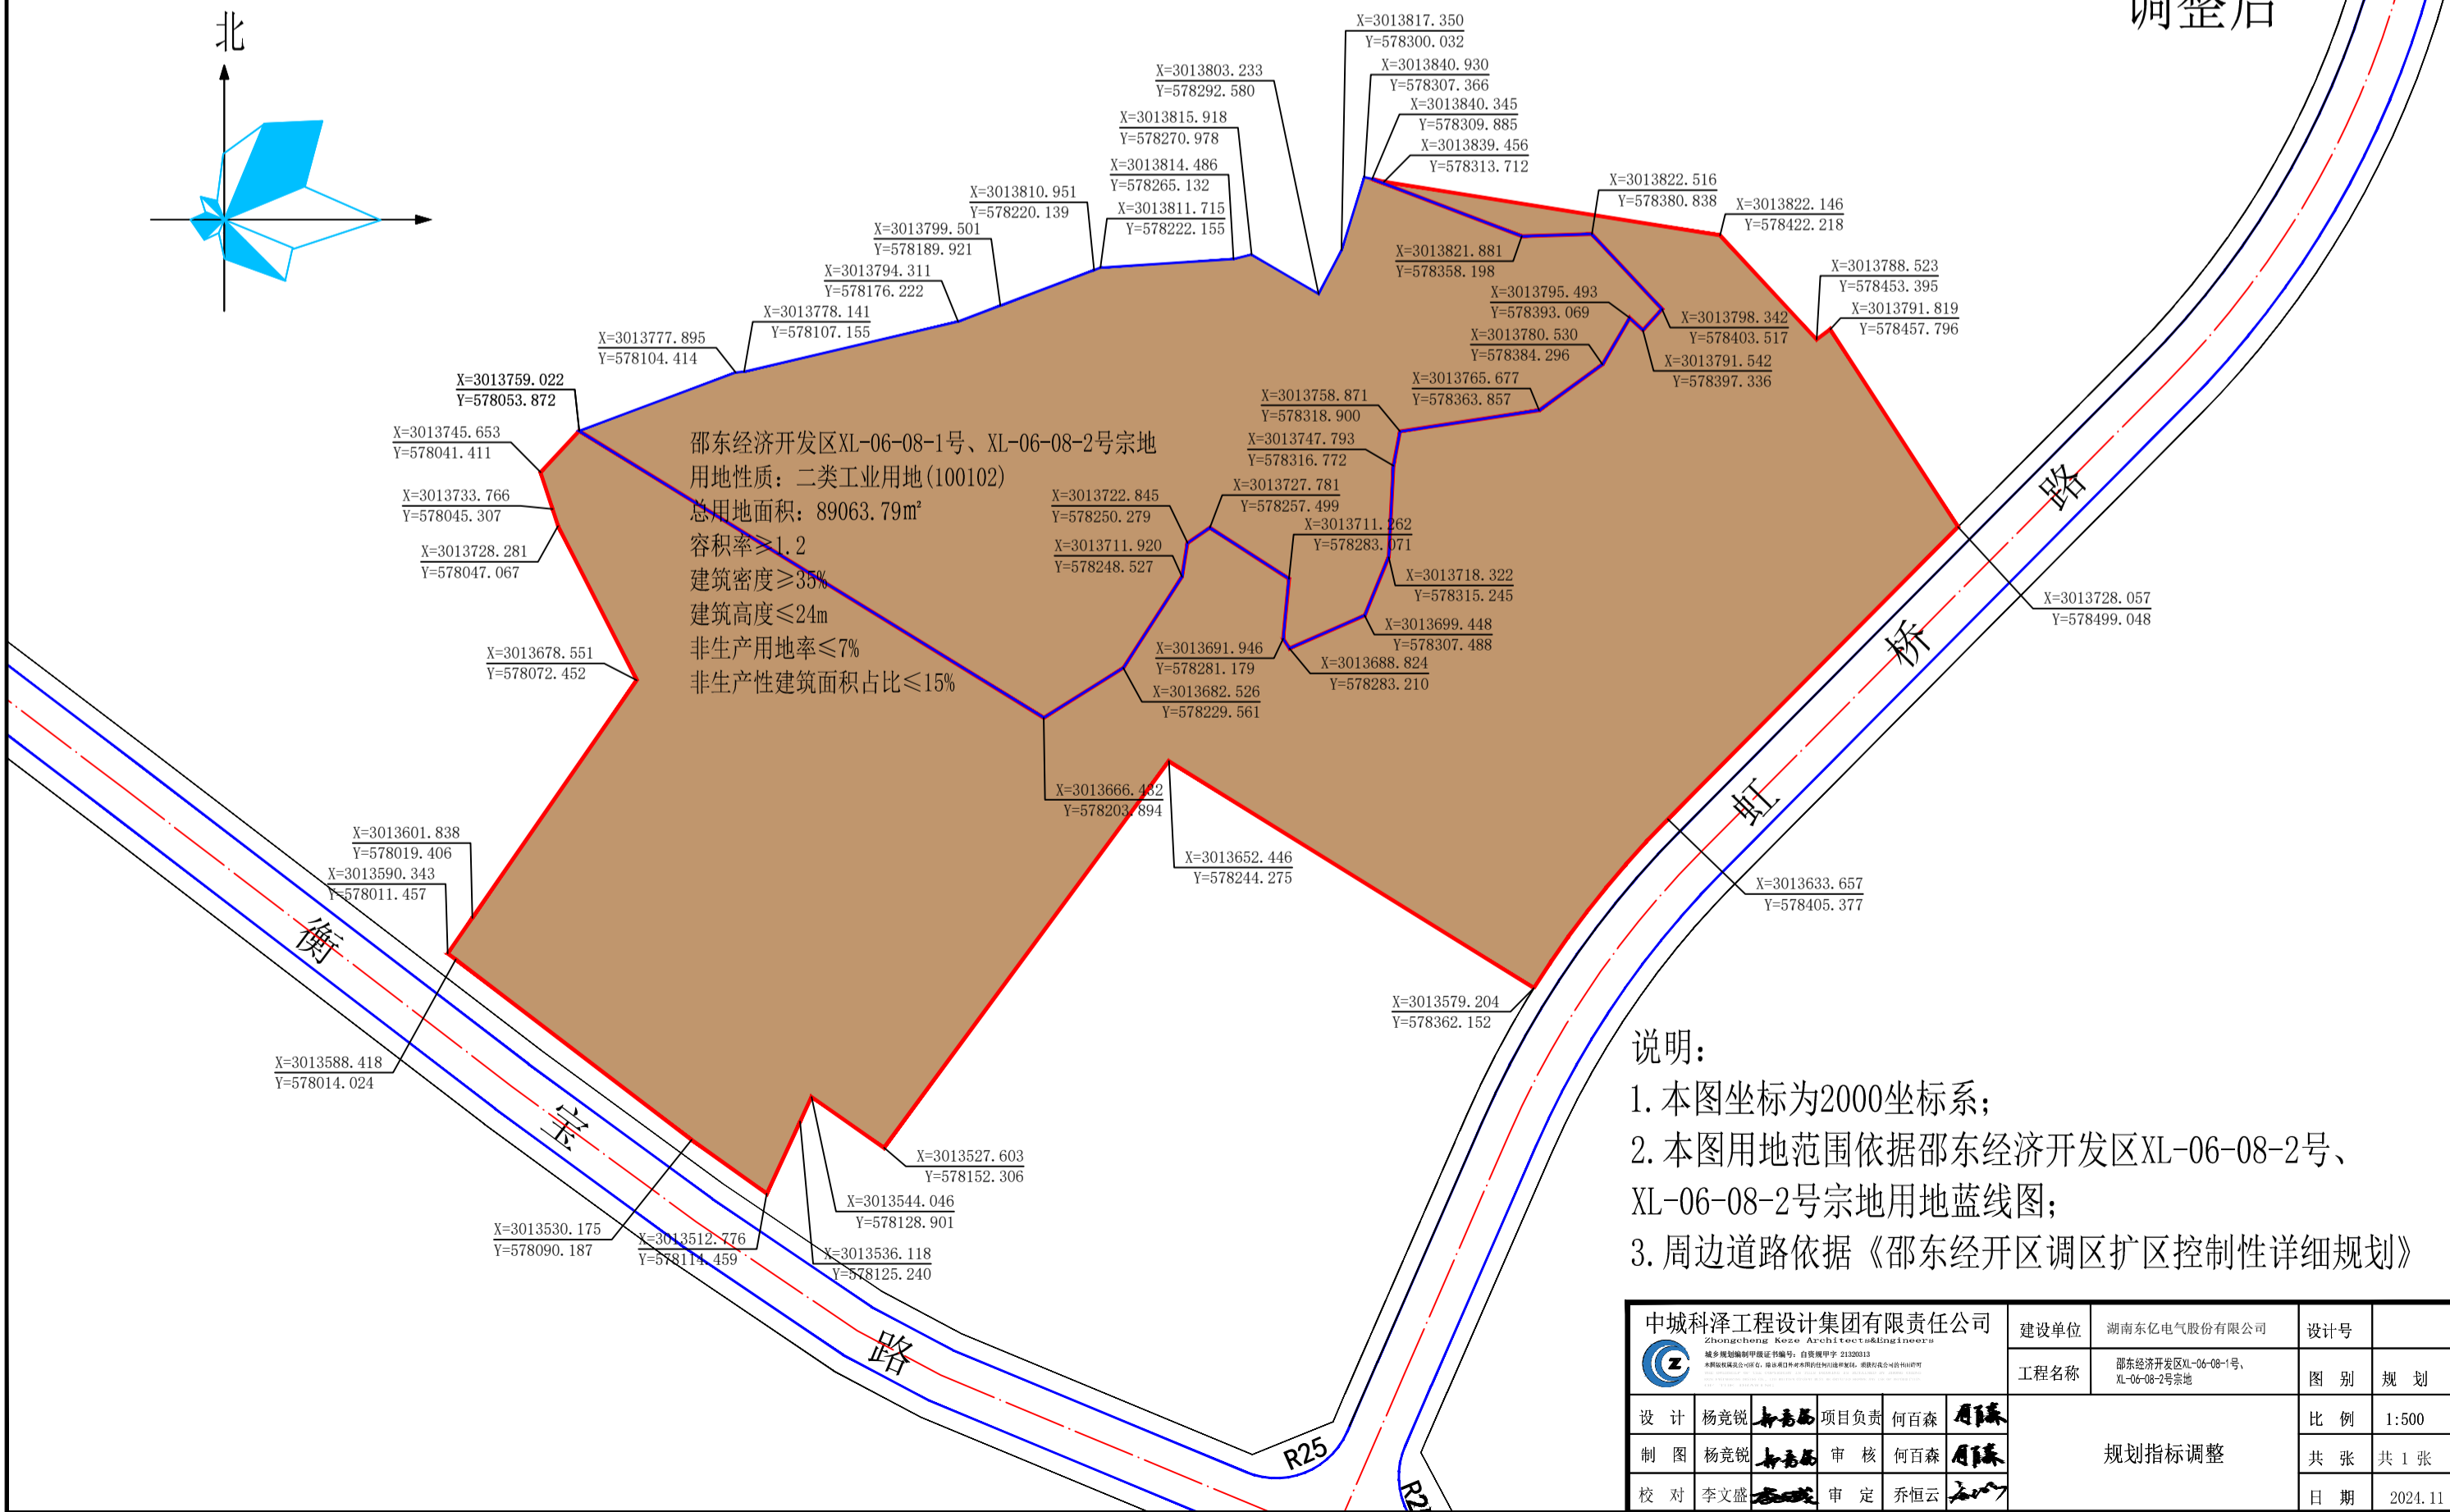 调整后
北
X=3013817.350
Y=578300.032
X=3013840.930
Y=578307.366
X=3013840.345
Y=578309.885
X=3013839.456
Y=578313.712
X=3013803.233
Y=578292.580
X=3013815.918
Y=578270.978
X=3013814.486
Y=578265.132
X=3013811.715
Y=578222.155
X=3013810.951
Y=578220.139
X=3013799.501
Y=578189.921
X=3013794.311
Y=578176.222
X=3013778.141
Y=578107.155
X=3013777.895
Y=578104.414
X=3013759.022
Y=578053.872
X=3013745.653
Y=578041.411
X=3013733.766
Y=578045.307
X=3013728.281
Y=578047.067
X=3013678.551
Y=578072.452
X=3013601.838
Y=578019.406
X=3013590.343
Y=578011.457
X=3013588.418
Y=578014.024
X=3013530.175
Y=578090.187
X=3013512.776
Y=578114.459
X=3013536.118
Y=578125.240
X=3013544.046
Y=578128.901
X=3013527.603
Y=578152.306
X=3013822.516
Y=578380.838
X=3013822.146
Y=578422.218
X=3013788.523
Y=578453.395
X=3013791.819
Y=578457.796
X=3013821.881
Y=578358.198
X=3013795.493
Y=578393.069
X=3013798.342
Y=578403.517
X=3013780.530
Y=578384.296
X=3013791.542
Y=578397.336
X=3013765.677
Y=578363.857
X=3013758.871
Y=578318.900
X=3013747.793
Y=578316.772
X=3013727.781
Y=578257.499
X=3013722.845
Y=578250.279
X=3013711.262
Y=578283.071
X=3013711.920
Y=578248.527
X=3013718.322
Y=578315.245
X=3013699.448
Y=578307.488
X=3013691.946
Y=578281.179
X=3013688.824
Y=578283.210
X=3013682.526
Y=578229.561
X=3013666.432
Y=578203.894
X=3013652.446
Y=578244.275
X=3013728.057
Y=578499.048
X=3013633.657
Y=578405.377
X=3013579.204
Y=578362.152
邵东经济开发区XL-06-08-1号、XL-06-08-2号宗地
用地性质：二类工业用地(100102)
总用地面积：89063.79㎡
容积率≥1.2
建筑密度≥35%
建筑高度≤24m
非生产用地率≤7%
非生产性建筑面积占比≤15%
衡宝路
虹桥路
R25
说明：
1.本图坐标为2000坐标系；
2.本图用地范围依据邵东经济开发区XL-06-08-2号、
XL-06-08-2号宗地用地蓝线图；
3.周边道路依据《邵东经开区调区扩区控制性详细规划》
中城科泽工程设计集团有限责任公司
Zhongcheng Keze Architects&Engineers
城乡规划编制甲级证书编号：自资规甲字 21320313
建设单位 湖南东亿电气股份有限公司 设计号
工程名称 邵东经济开发区XL-06-08-1号、
XL-06-08-2号宗地
图别 规划
设计 杨竞锐 项目负责 何百森
比例 1:500
制图 杨竞锐 审核 何百森
规划指标调整
共张 共 1 张
校对 李文盛 审定 乔恒云
日期 2024.11